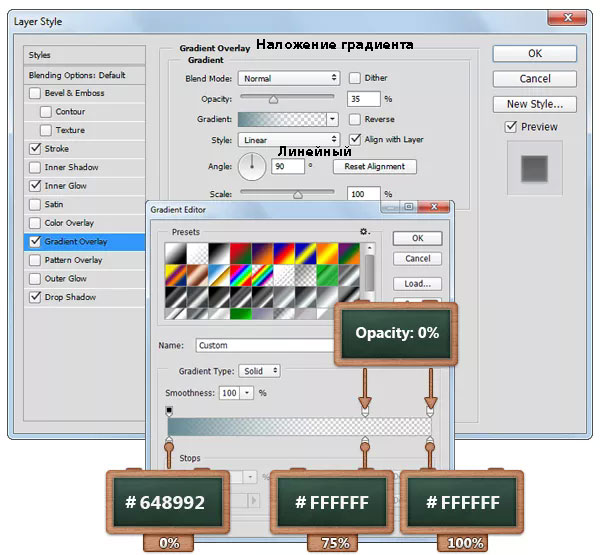 Layer Style
Styles
Blending Options: Default
Bevel & Emboss
Contour
Texture
Stroke
Inner Shadow
Inner Glow
Satin
Color Overlay
Gradient Overlay
Pattern Overlay
Outer Glow
Drop Shadow
Gradient Overlay Наложение градиента
Gradient
Blend Mode: Normal Dither
Opacity: 35 %
Gradient: Reverse
Style: Linear Align with Layer
Линейный
Angle: 90 ° Reset Alignment
Scale: 100 %
OK
Cancel
New Style...
Preview
Gradient Editor
Presets
OK
Cancel
Load...
Name: Custom
Opacity: 0%
Gradient Type: Solid
Smoothness: 100 %
Stops
# 648992
# FFFFFF
# FFFFFF
0%
75%
100%